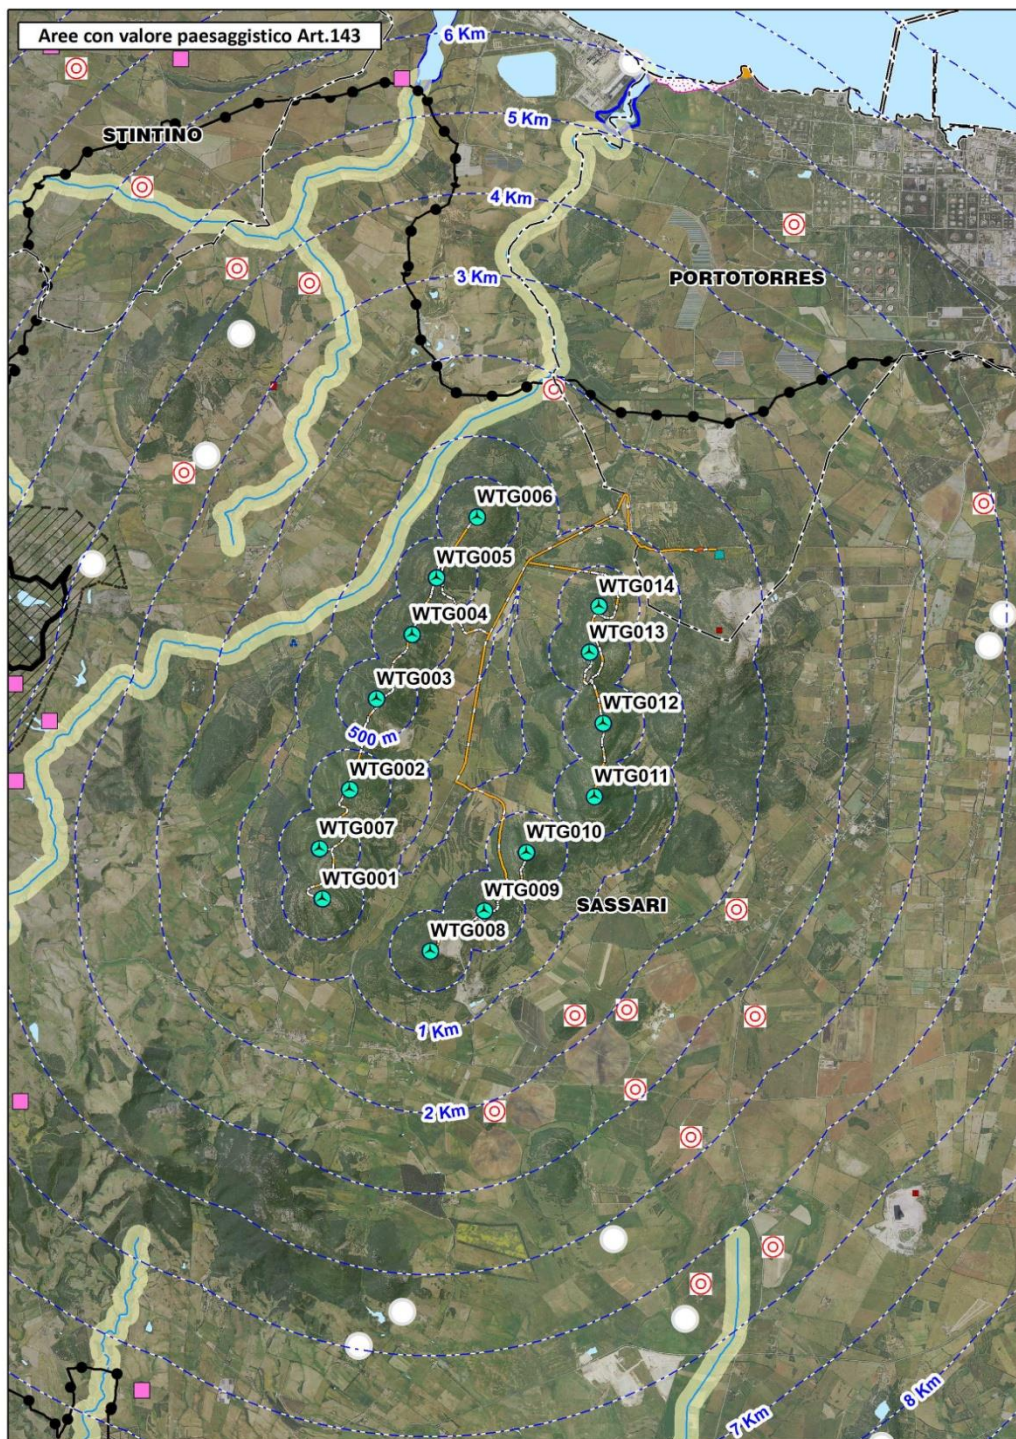 Aree con valore paesaggistico Art.143
6 Km
5 Km
STINTINO
4 Km
3 Km
PORTOTORRES
WTG006
WTG005
WTG014
WTG004
WTG013
WTG003
WTG012
500 m
WTG002
WTG011
WTG007
WTG010
WTG001
WTG009
SASSARI
WTG008
1 Km
2 Km
8 Km
7 Km